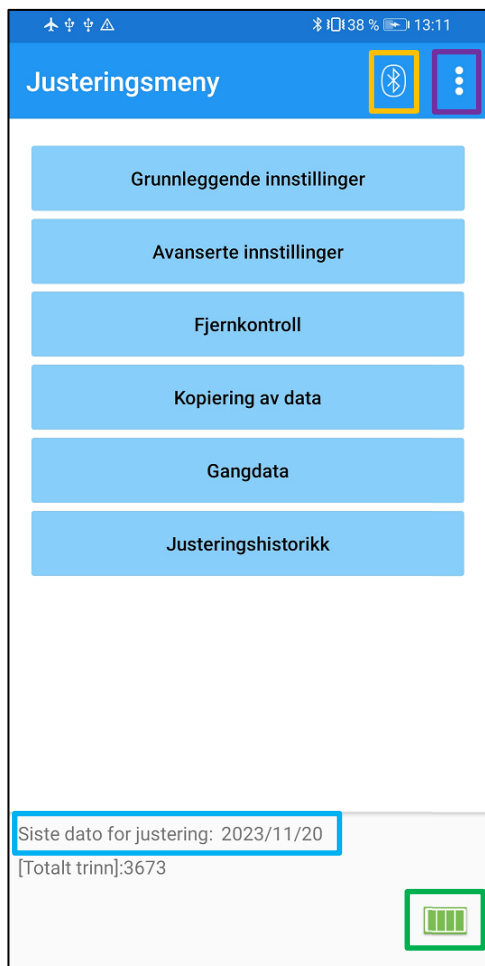 38 % 13:11
Justeringsmeny
Grunnleggende innstillinger
Avanserte innstillinger
Fjernkontroll
Kopiering av data
Gangdata
Justeringshistorikk
Siste dato for justering: 2023/11/20
[Totalt trinn]:3673